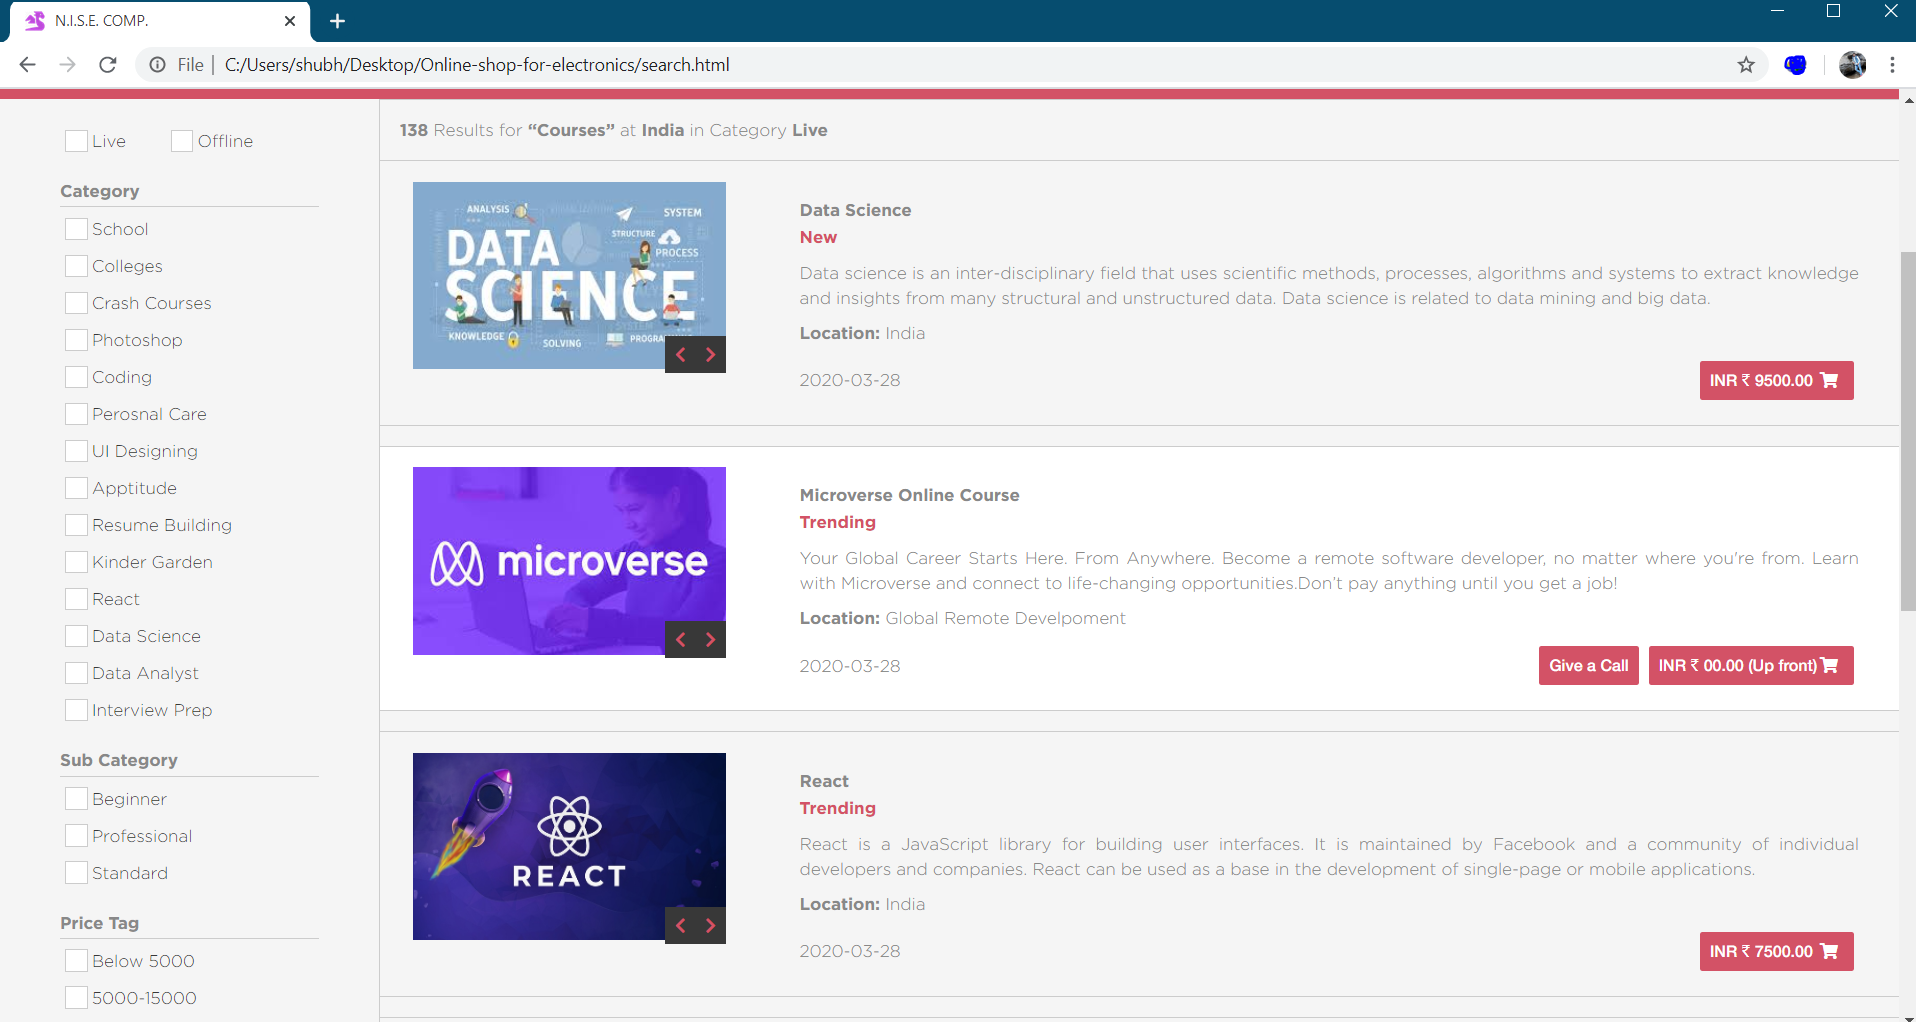 N.I.S.E. COMP.
File | C:/Users/shubh/Desktop/Online-shop-for-electronics/search.html
Live
Offline
Category
School
Colleges
Crash Courses
Photoshop
Coding
Perosnal Care
UI Designing
Apptitude
Resume Building
Kinder Garden
React
Data Science
Data Analyst
Interview Prep
Sub Category
Beginner
Professional
Standard
Price Tag
Below 5000
5000-15000
138 Results for “Courses” at India in Category Live
ANALYSIS
SYSTEM
STRUCTURE
PROCESS
DATA
SCIENCE
KNOWLEDGE
SOLVING
SYSTEM
Data Science
New
Data science is an inter-disciplinary field that uses scientific methods, processes, algorithms and systems to extract knowledge
and insights from many structural and unstructured data. Data science is related to data mining and big data.
Location: India
2020-03-28
INR ₹ 9500.00
microverse
Microverse Online Course
Trending
Your Global Career Starts Here. From Anywhere. Become a remote software developer, no matter where you're from. Learn
with Microverse and connect to life-changing opportunities.Don’t pay anything until you get a job!
Location: Global Remote Develpoment
2020-03-28
Give a Call
INR ₹ 00.00 (Up front)
REACT
React
Trending
React is a JavaScript library for building user interfaces. It is maintained by Facebook and a community of individual
developers and companies. React can be used as a base in the development of single-page or mobile applications.
Location: India
2020-03-28
INR ₹ 7500.00